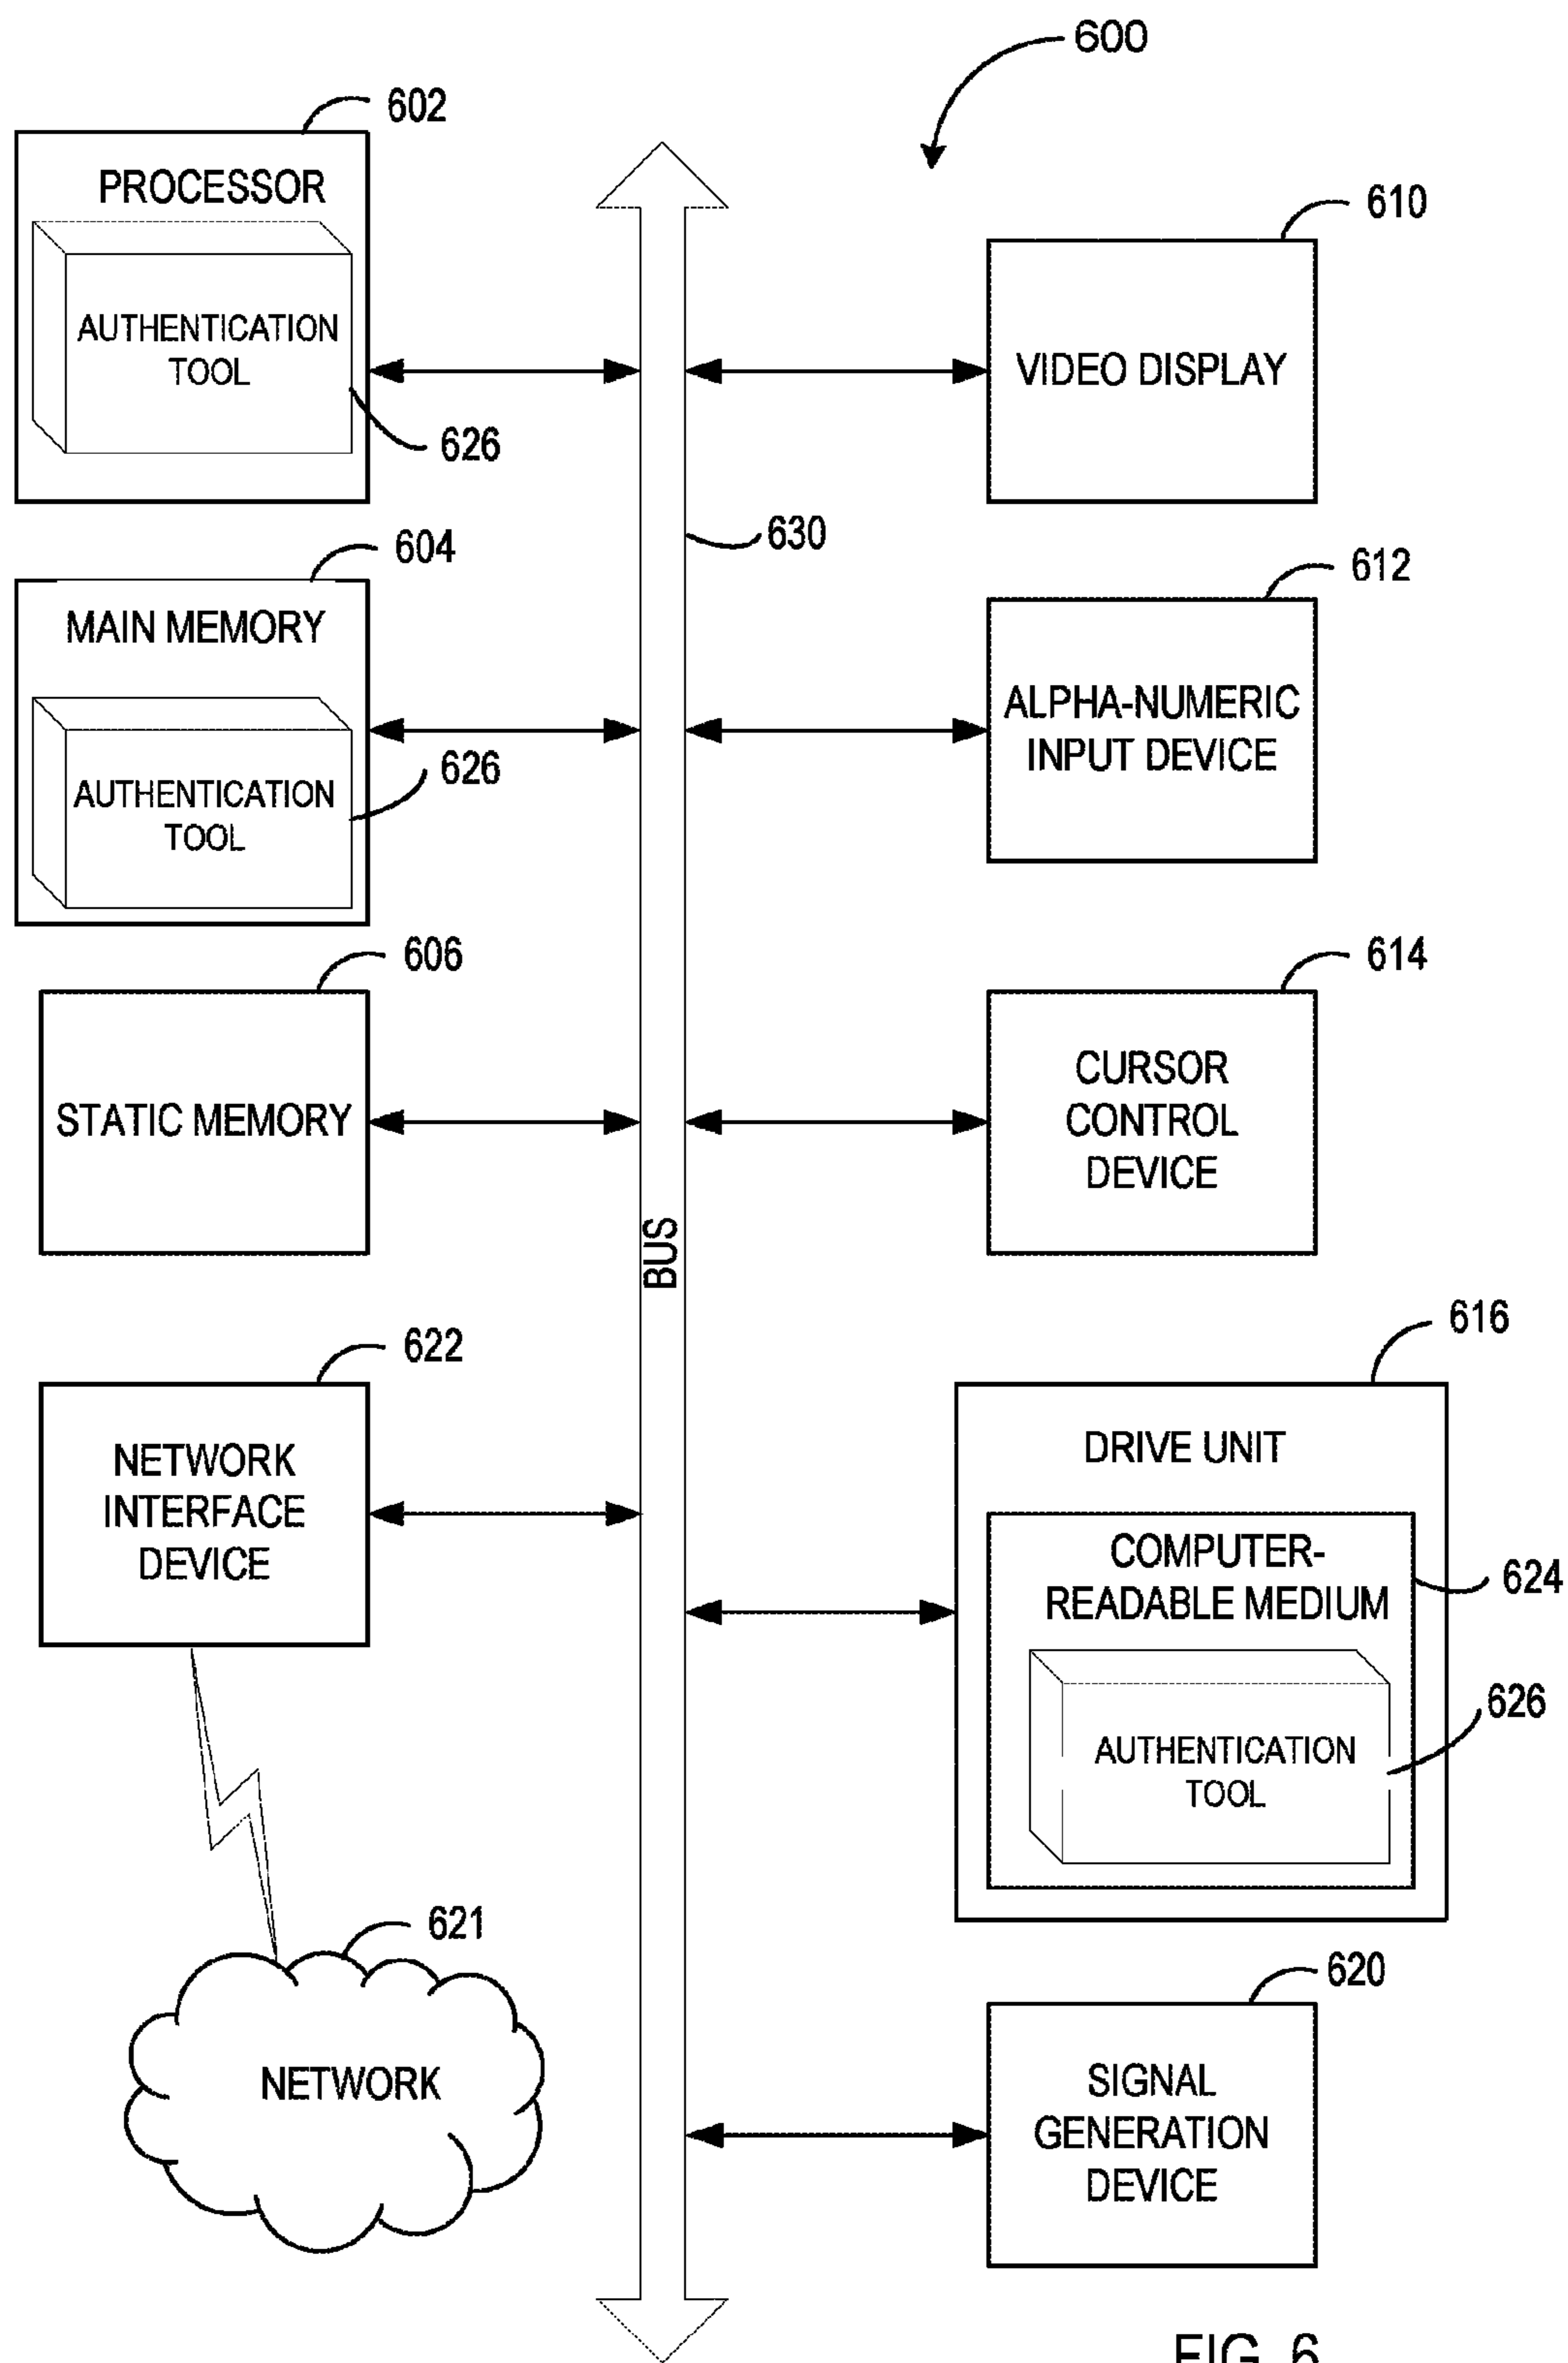 600
602
PROCESSOR
AUTHENTICATION
TOOL
626
610
VIDEO DISPLAY
630
604
MAIN MEMORY
AUTHENTICATION
TOOL
626
612
ALPHA-NUMERIC
INPUT DEVICE
606
STATIC MEMORY
614
CURSOR
CONTROL
DEVICE
BUS
622
NETWORK
INTERFACE
DEVICE
616
DRIVE UNIT
COMPUTER-
READABLE MEDIUM
624
AUTHENTICATION
TOOL
626
621
NETWORK
620
SIGNAL
GENERATION
DEVICE
FIG. 6